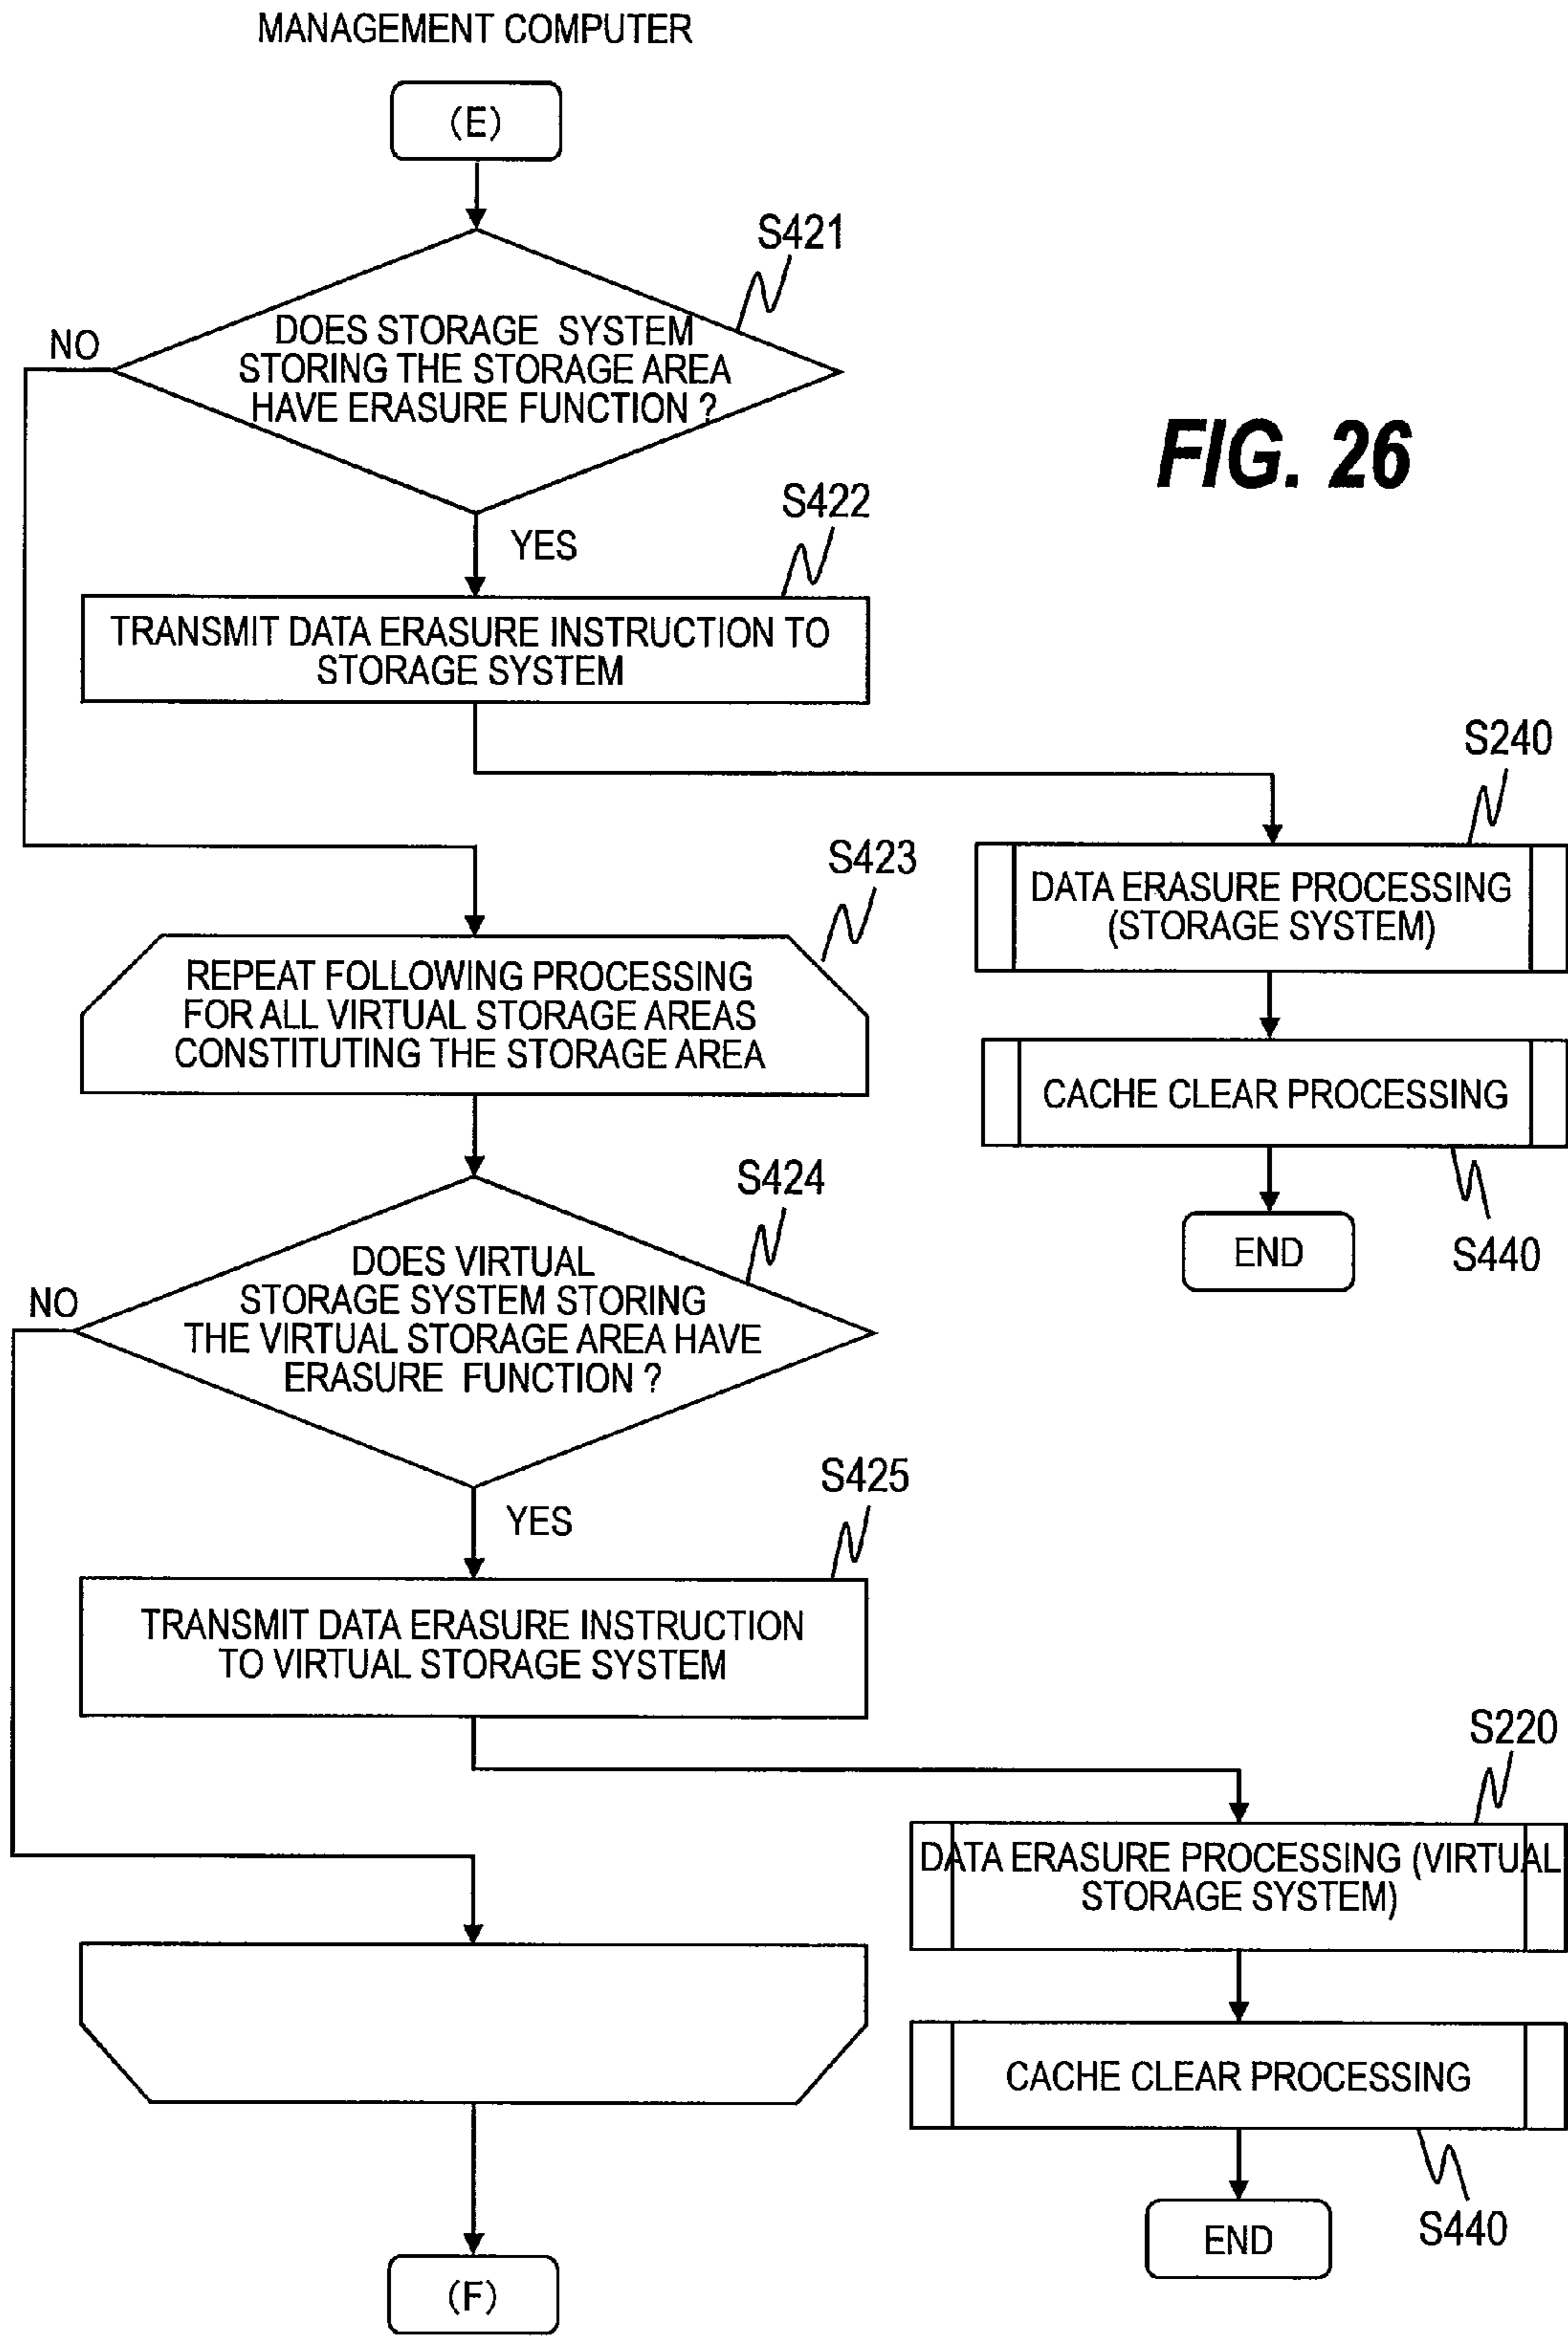 MANAGEMENT COMPUTER
(E)
S421
DOES STORAGE SYSTEM
STORING THE STORAGE AREA
HAVE ERASURE FUNCTION ?
NO
FIG. 26
YES
S422
TRANSMIT DATA ERASURE INSTRUCTION TO
STORAGE SYSTEM
S240
DATA ERASURE PROCESSING
(STORAGE SYSTEM)
CACHE CLEAR PROCESSING
S440
END
S423
REPEAT FOLLOWING PROCESSING
FOR ALL VIRTUAL STORAGE AREAS
CONSTITUTING THE STORAGE AREA
S424
DOES VIRTUAL
STORAGE SYSTEM STORING
THE VIRTUAL STORAGE AREA HAVE
ERASURE FUNCTION ?
NO
YES
S425
TRANSMIT DATA ERASURE INSTRUCTION
TO VIRTUAL STORAGE SYSTEM
S220
DATA ERASURE PROCESSING (VIRTUAL
STORAGE SYSTEM)
CACHE CLEAR PROCESSING
S440
END
(F)